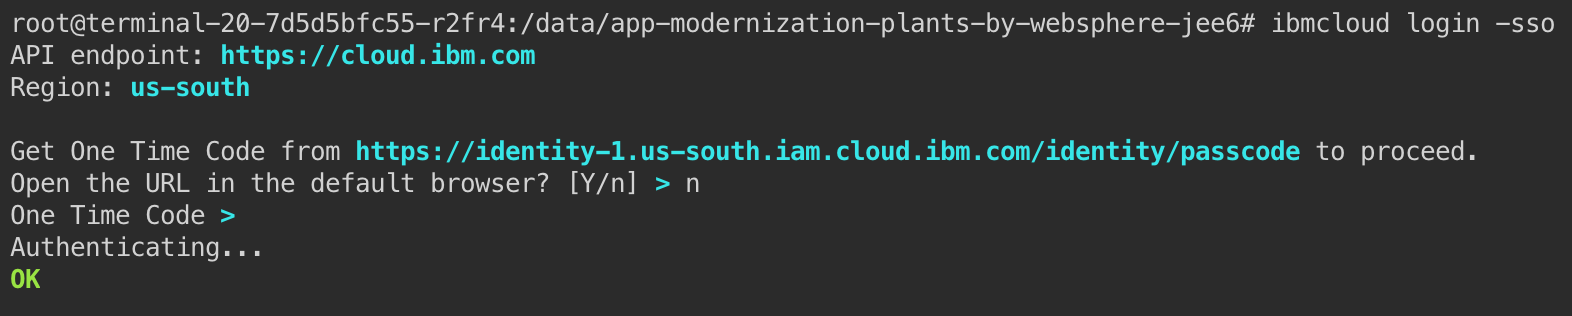 root@terminal-20-7d5d5bfc55-r2fr4:/data/app-modernization-plants-by-websphere-jee6# ibmcloud login -sso
API endpoint: https://cloud.ibm.com
Region: us-south
Get One Time Code from https://identity-1.us-south.iam.cloud.ibm.com/identity/passcode to proceed.
Open the URL in the default browser? [Y/n] > n
One Time Code >
Authenticating...
OK